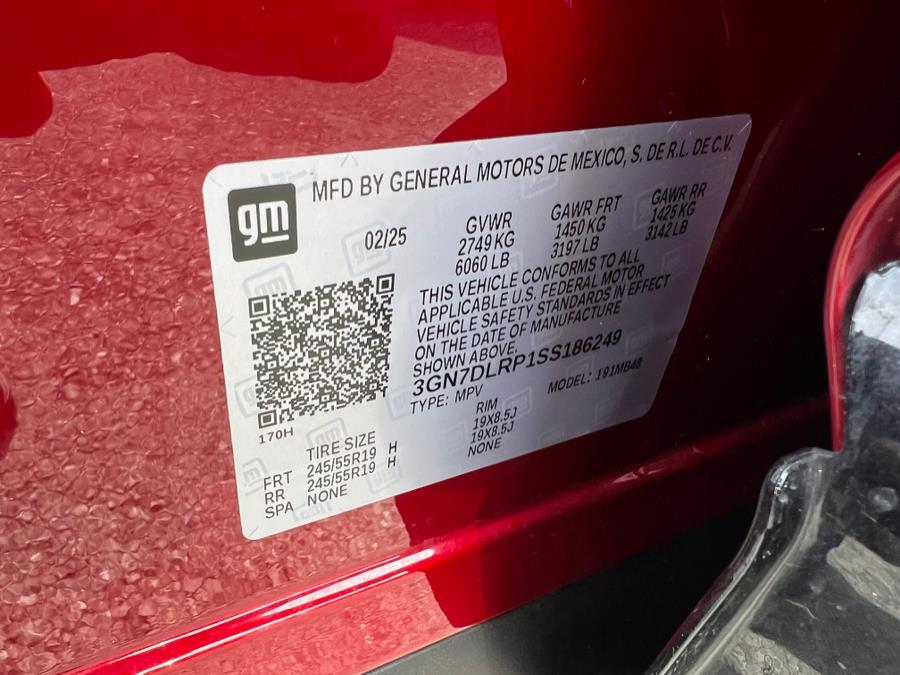 gm
MFD BY GENERAL MOTORS DE MEXICO, S. DE R.L. DE C.V.
02/25
GVWR
2749 KG
6060 LB
GAWR FRT
1450 KG
3197 LB
GAWR RR
1425 KG
3142 LB
THIS VEHICLE CONFORMS TO ALL
APPLICABLE U.S. FEDERAL MOTOR
VEHICLE SAFETY STANDARDS IN EFFECT
ON THE DATE OF MANUFACTURE
SHOWN ABOVE.
3GN7DLRP1SS186249
TYPE: MPV
MODEL: 191MB48
170H
TIRE SIZE
RIM
FRT 245/55R19 H 19X8.5J
RR 245/55R19 H 19X8.5J
SPA NONE NONE